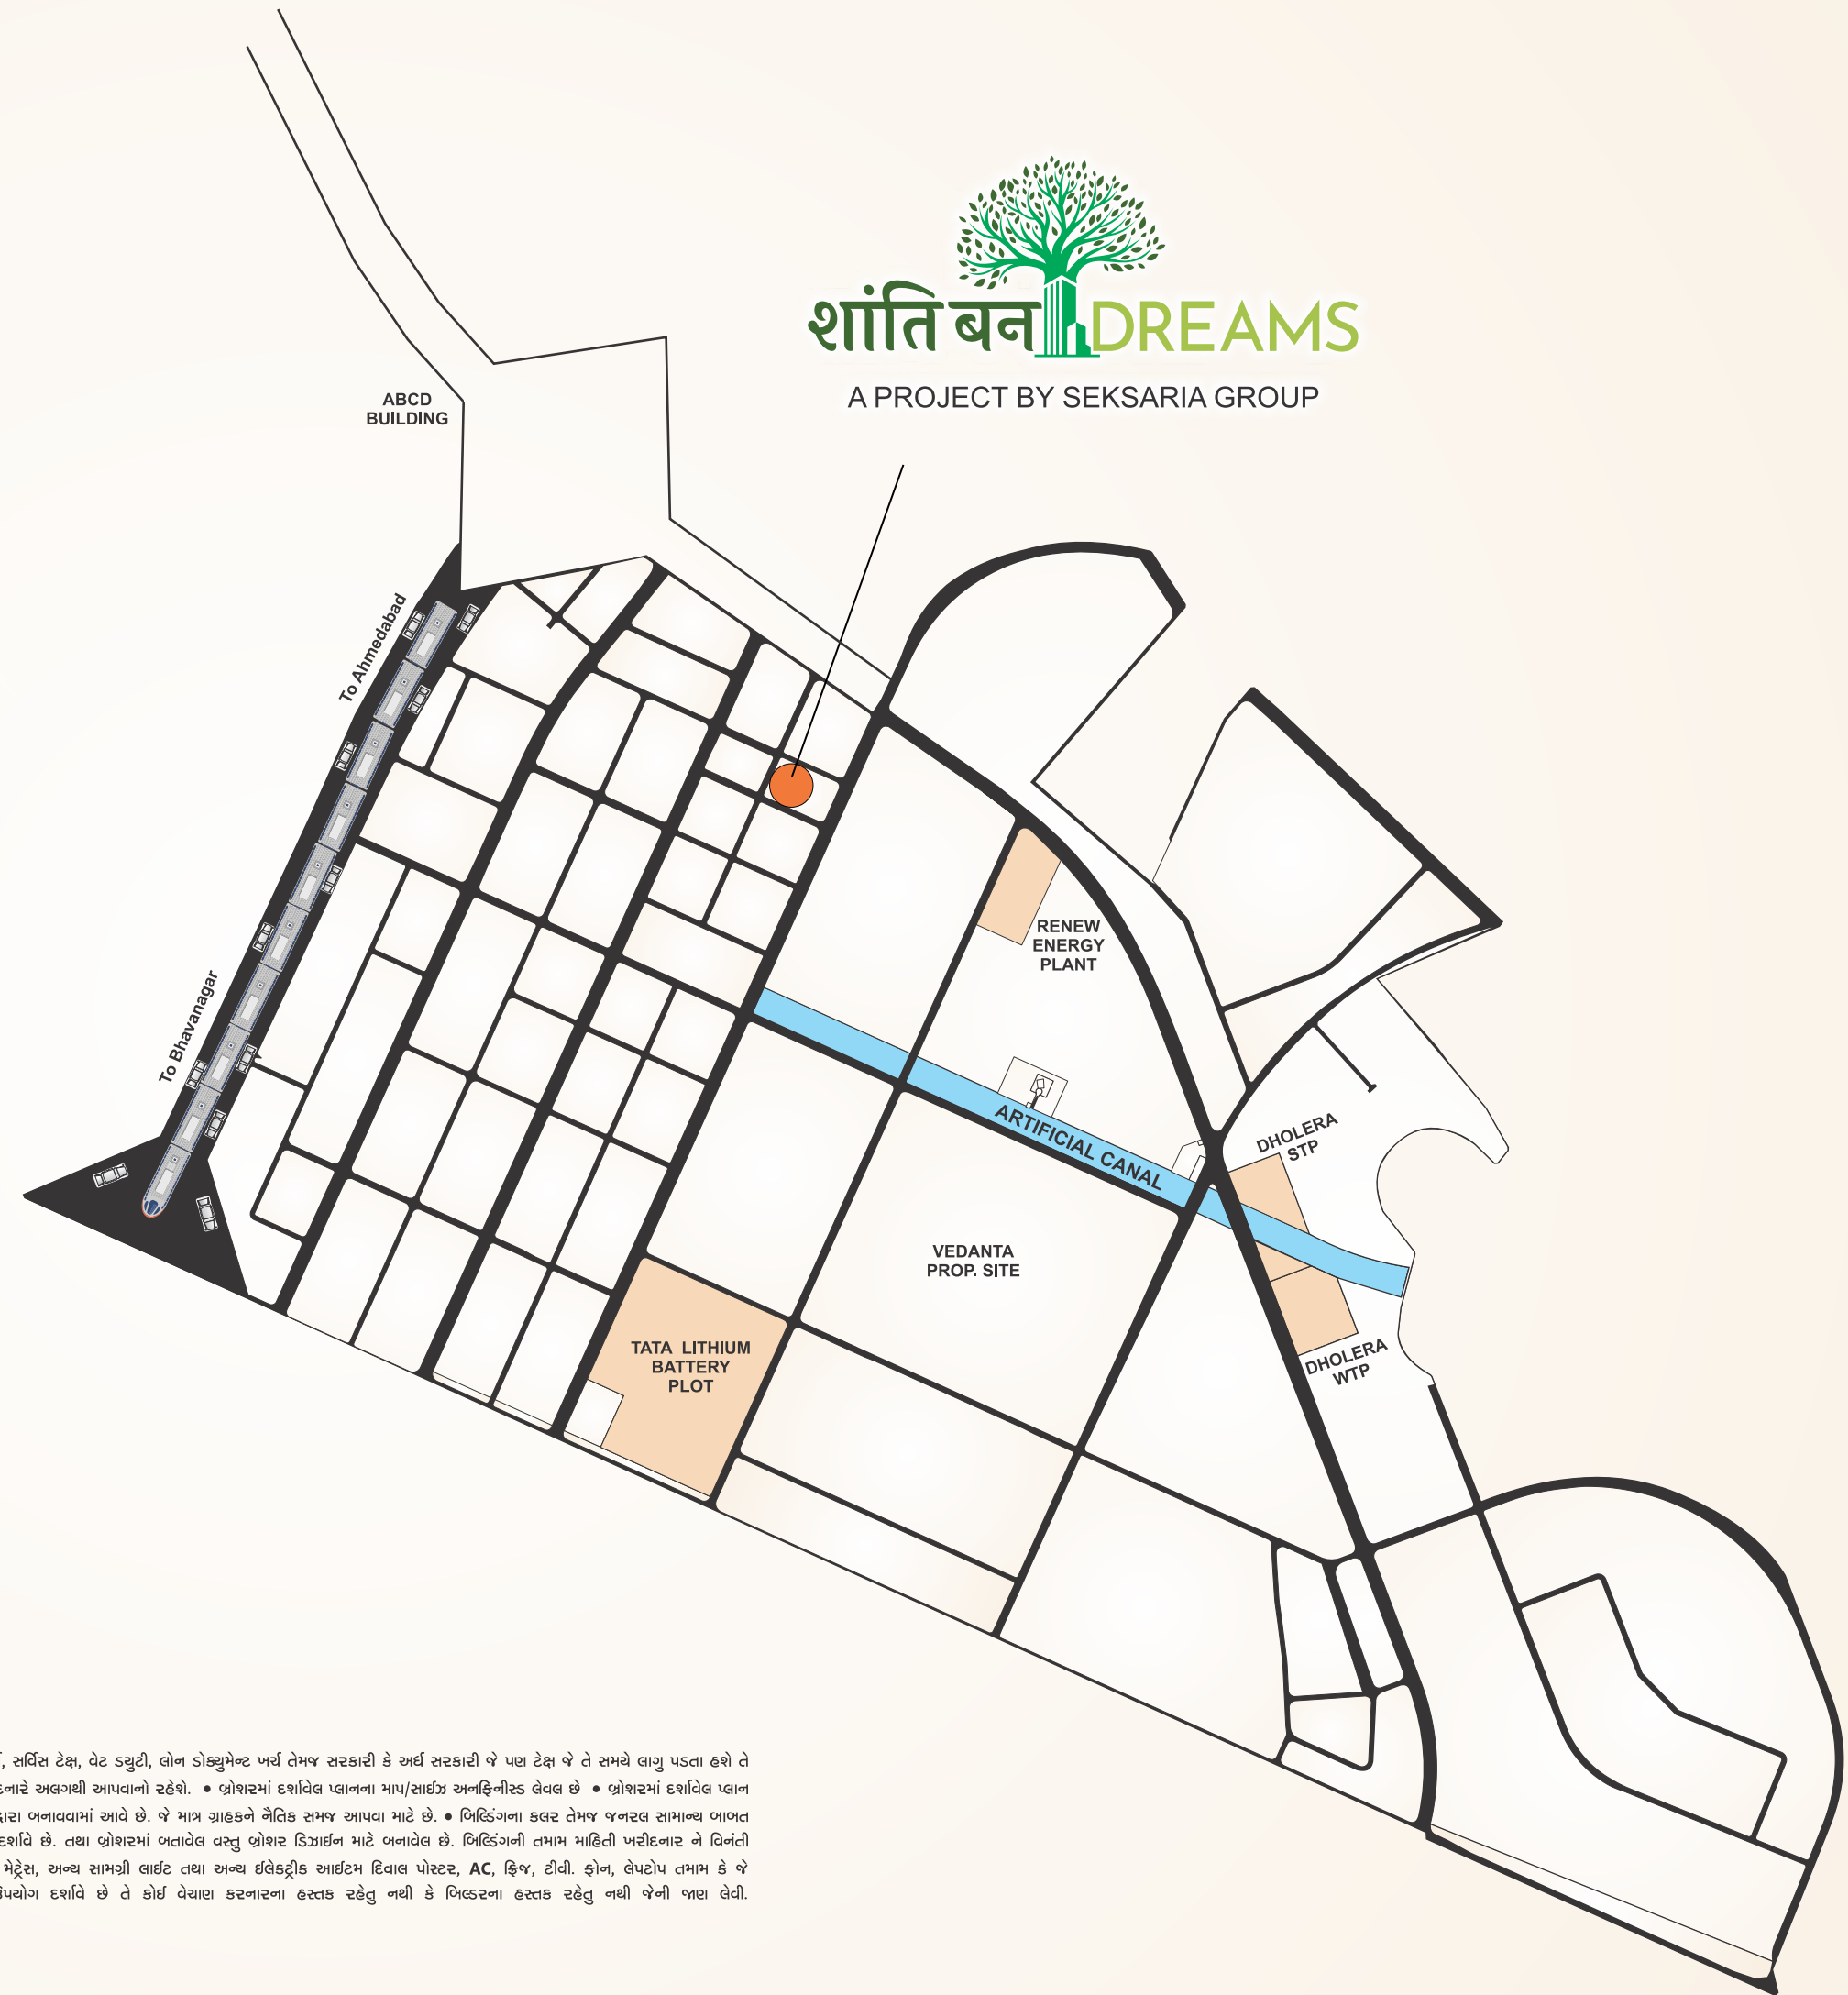 शांति बन DREAMS
A PROJECT BY SEKSARIA GROUP
ABCD
BUILDING
To Ahmedabad
To Bhavanagar
RENEW
ENERGY
PLANT
ARTIFICIAL CANAL
DHOLERA
STP
VEDANTA
PROP. SITE
TATA LITHIUM
BATTERY
PLOT
DHOLERA
WTP
, સર્વિસ ટેક્ષ, વેટ ડયુટી, લોન ડોક્યુમેન્ટ ખર્ચ તેમજ સરકારી કે અર્ધ સરકારી જે પણ ટેક્ષ જે તે સમયે લાગુ પડતા હશે તે
અલગથી આપવાનો રહેશે. • બ્રોશરમાં દર્શાવેલ પ્લાનના માપ/સાઈઝ અનફિનીસ્ડ લેવલ છે • બ્રોશરમાં દર્શાવેલ પ્લાન
બનાવવામાં આવે છે. જે માત્ર ગ્રાહકને નૈતિક સમજ આપવા માટે છે. • બિલ્ડિંગના કલર તેમજ જનરલ સામાન્ય બાબત
દર્શાવે છે. તથા બ્રોશરમાં બતાવેલ વસ્તુ બ્રોશર ડિઝાઈન માટે બનાવેલ છે. બિલ્ડિંગની તમામ માહિતી ખરીદનાર ને વિનંતી
મેટ્રેસ, અન્ય સામગ્રી લાઈટ તથા અન્ય ઈલેકટ્રીક આઈટમ દિવાલ પોસ્ટર, AC, ફ્રિજ, ટીવી. ફોન, લેપટોપ તમામ કે જે
દર્શાવે છે તે કોઈ વેચાણ કરનારના હસ્તક રહેતુ નથી કે બિલ્ડરના હસ્તક રહેતુ નથી જેની જાણ લેવી.